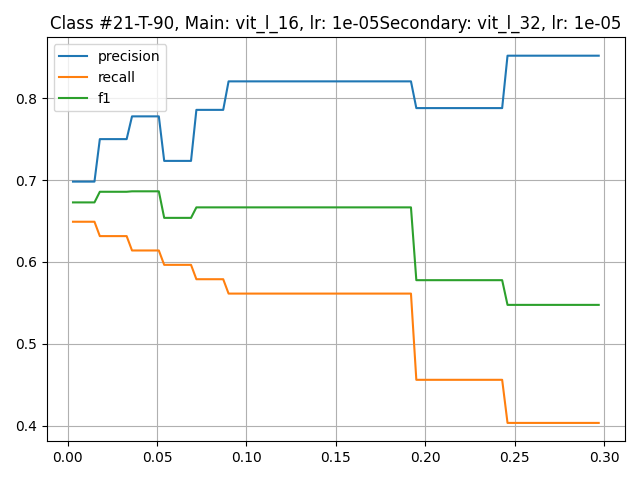 Class #21-T-90, Main: vit_l_16, lr: 1e-05Secondary: vit_l_32, lr: 1e-05
precision
recall
f1
0.8
0.7
0.6
0.5
0.4
0.00 0.05 0.10 0.15 0.20 0.25 0.30